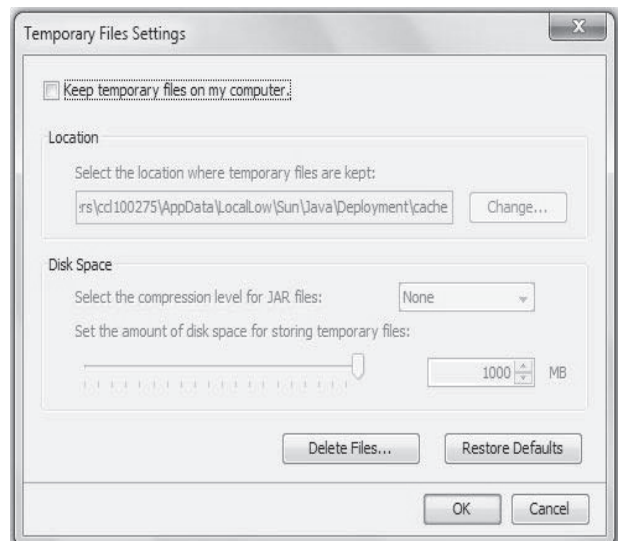 Temporary Files Settings
X
Keep temporary files on my computer.
Location
Select the location where temporary files are kept:
rs\cd100275\AppData\LocalLow\Sun\Java\Deployment\cache
Change...
Disk Space
Select the compression level for JAR files:
None
Set the amount of disk space for storing temporary files:
1000
MB
Delete Files...
Restore Defaults
OK
Cancel